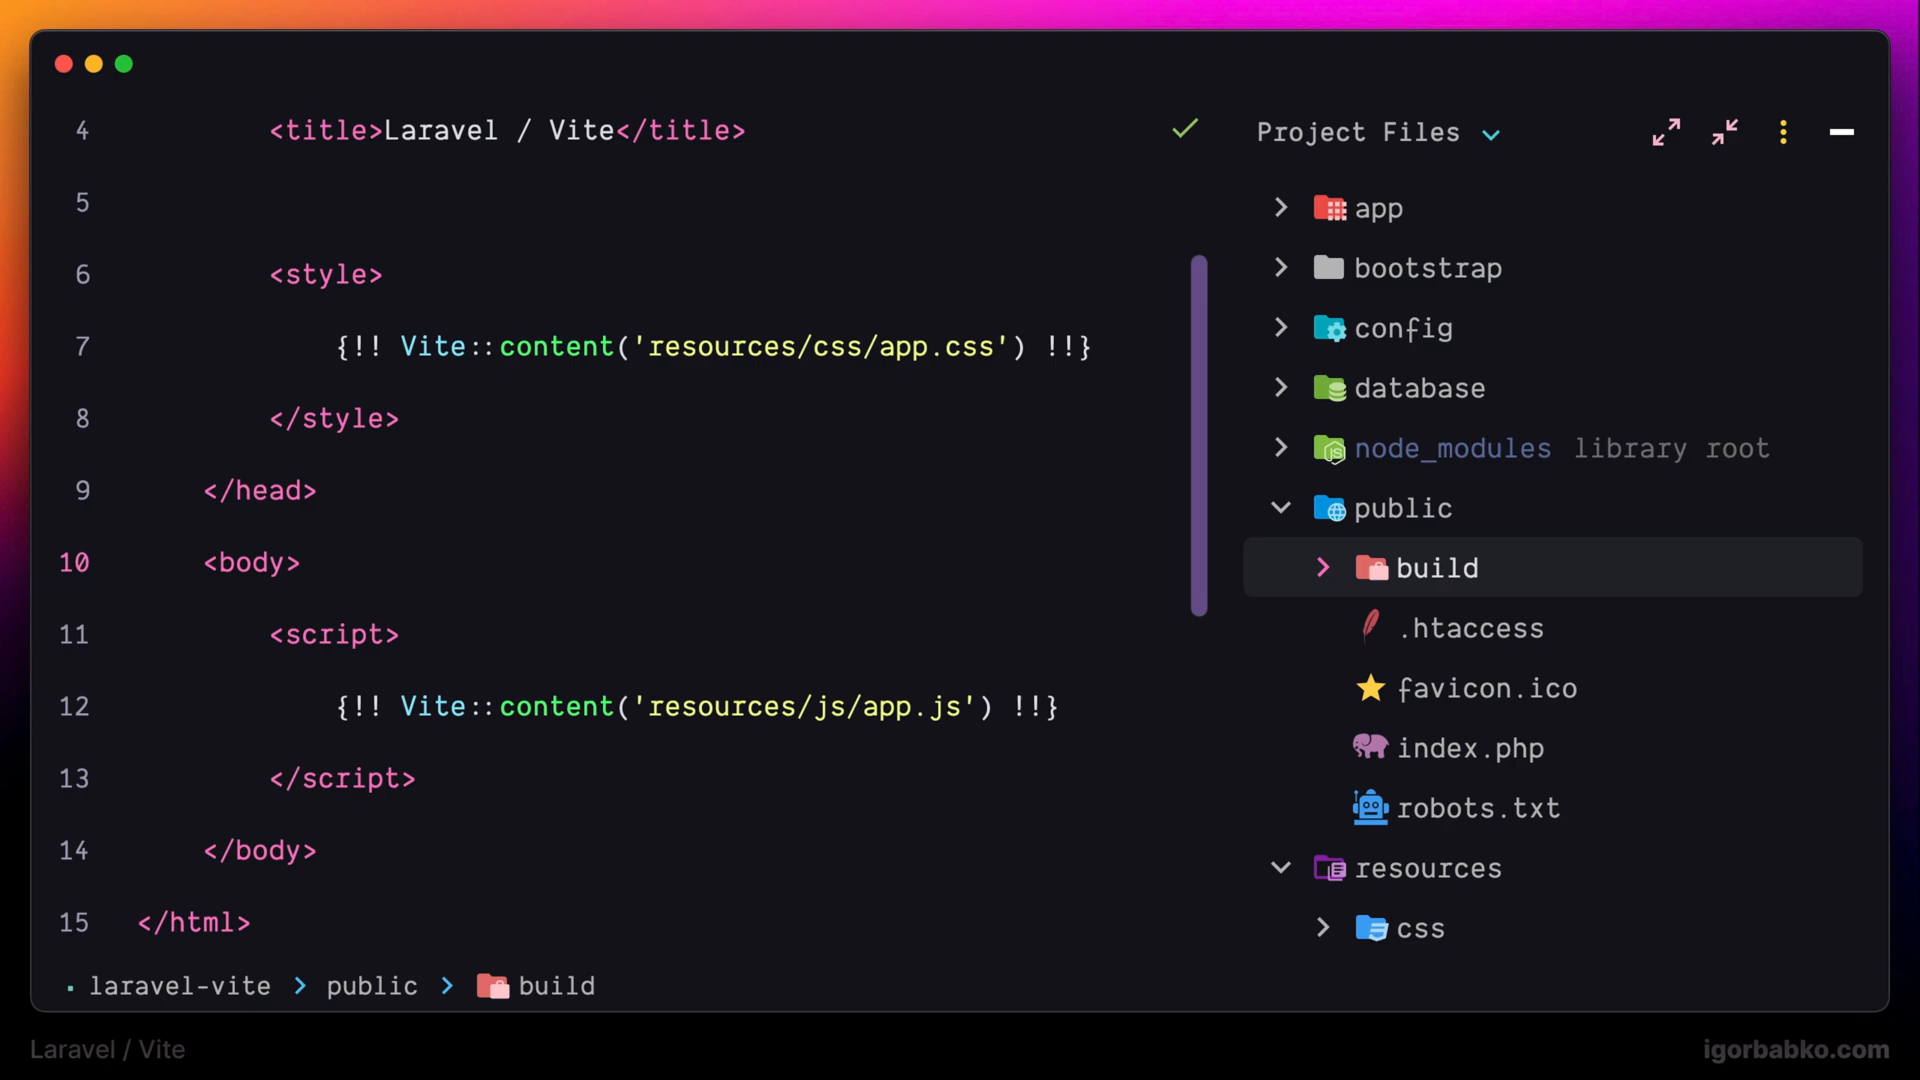 4 <title>Laravel / Vite</title>
5
6 <style>
7 {!! Vite::content('resources/css/app.css') !!}
8 </style>
9 </head>
10 <body>
11 <script>
12 {!! Vite::content('resources/js/app.js') !!}
13 </script>
14 </body>
15 </html>
Project Files
app
bootstrap
config
database
node_modules library root
public
build
.htaccess
favicon.ico
index.php
robots.txt
resources
css
laravel-vite > public > build
Laravel / Vite
igorbabko.com